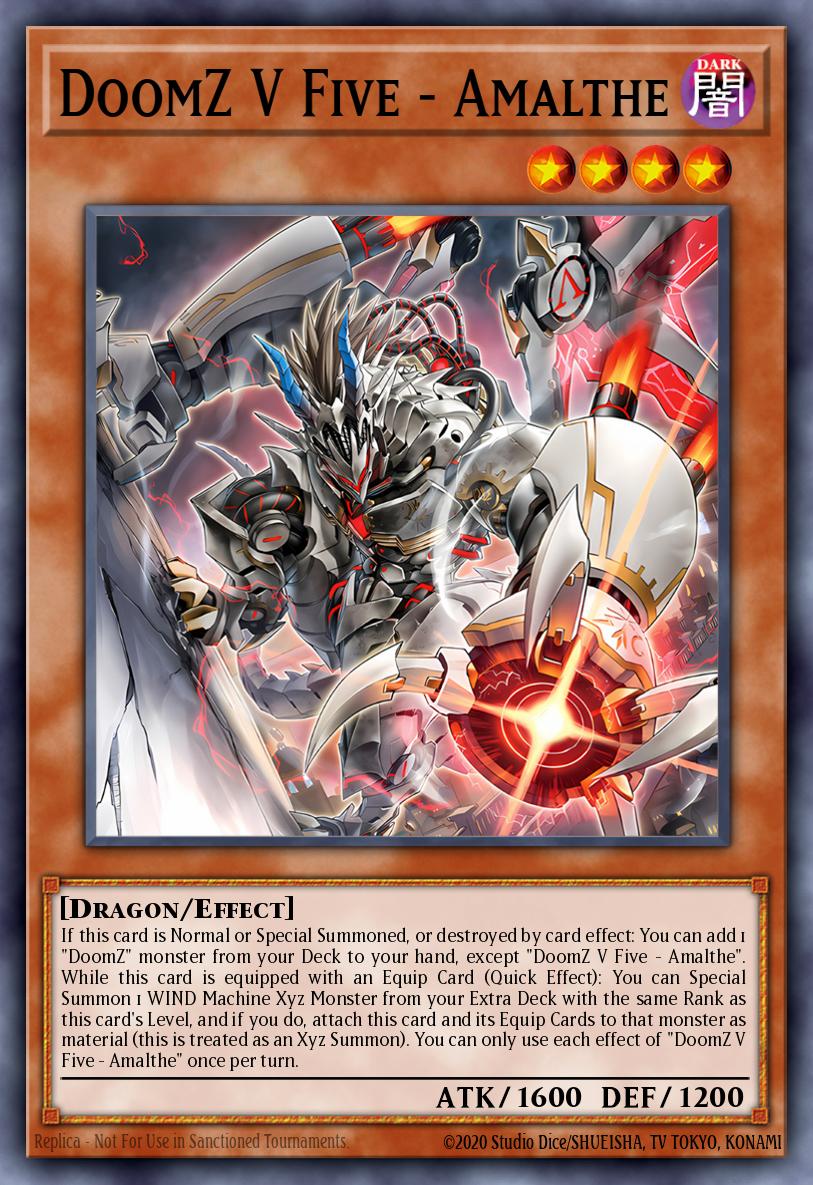 DoomZ V Five - Amalthe
DARK
闇
[Dragon/Effect]
If this card is Normal or Special Summoned, or destroyed by card effect: You can add 1
"DoomZ" monster from your Deck to your hand, except "DoomZ V Five - Amalthe".
While this card is equipped with an Equip Card (Quick Effect): You can Special
Summon 1 WIND Machine Xyz Monster from your Extra Deck with the same Rank as
this card's Level, and if you do, attach this card and its Equip Cards to that monster as
material (this is treated as an Xyz Summon). You can only use each effect of "DoomZ V
Five - Amalthe" once per turn.
ATK/1600 DEF/1200
Replica - Not For Use in Sanctioned Tournaments.
©2020 Studio Dice/SHUEISHA, TV TOKYO, KONAMI